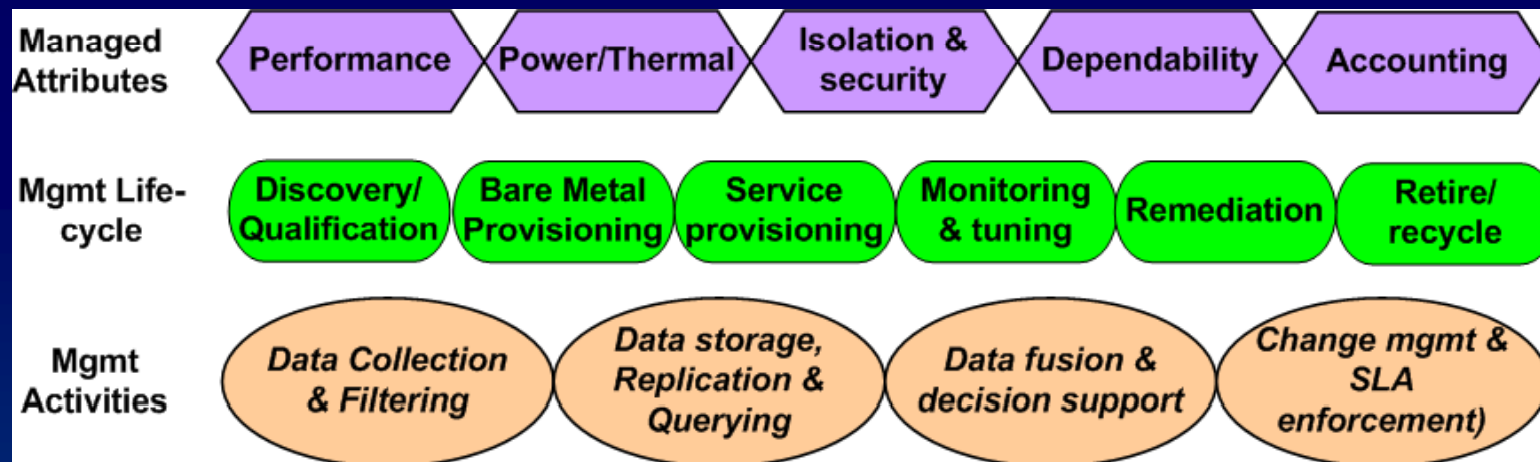 Managed
Attributes
Performance
Power/Thermal
Isolation &
security
Dependability
Accounting
Mgmt Life-
cycle
Discovery/
Qualification
Bare Metal
Provisioning
Service
provisioning
Monitoring
& tuning
Remediation
Retire/
recycle
Mgmt
Activities
Data Collection
& Filtering
Data storage,
Replication &
Querying
Data fusion &
decision support
Change mgmt &
SLA
enforcement)